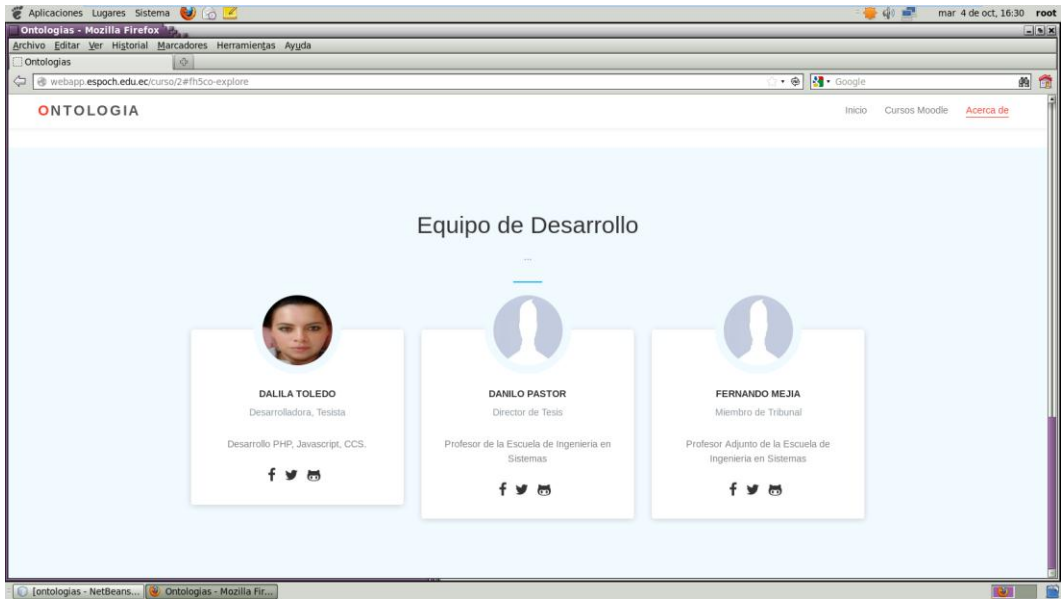 Aplicaciones Lugares Sistema mar 4 de oct, 16:30 root
Ontologias - Mozilla Firefox
Archivo Editar Ver Historial Marcadores Herramientas Ayuda
Ontologias
webapp.espoch.edu.ec/curso/2#fh5co-explore Google
ONTOLOGIA Inicio Cursos Moodle Acerca de
Equipo de Desarrollo
...
DALILA TOLEDO
Desarrolladora, Tesista
Desarrollo PHP, Javascript, CCS.
DANILO PASTOR
Director de Tesis
Profesor de la Escuela de Ingenieria en
Sistemas
FERNANDO MEJIA
Miembro de Tribunal
Profesor Adjunto de la Escuela de
Ingenieria en Sistemas
[ontologias - NetBeans... Ontologias - Mozilla Fir...